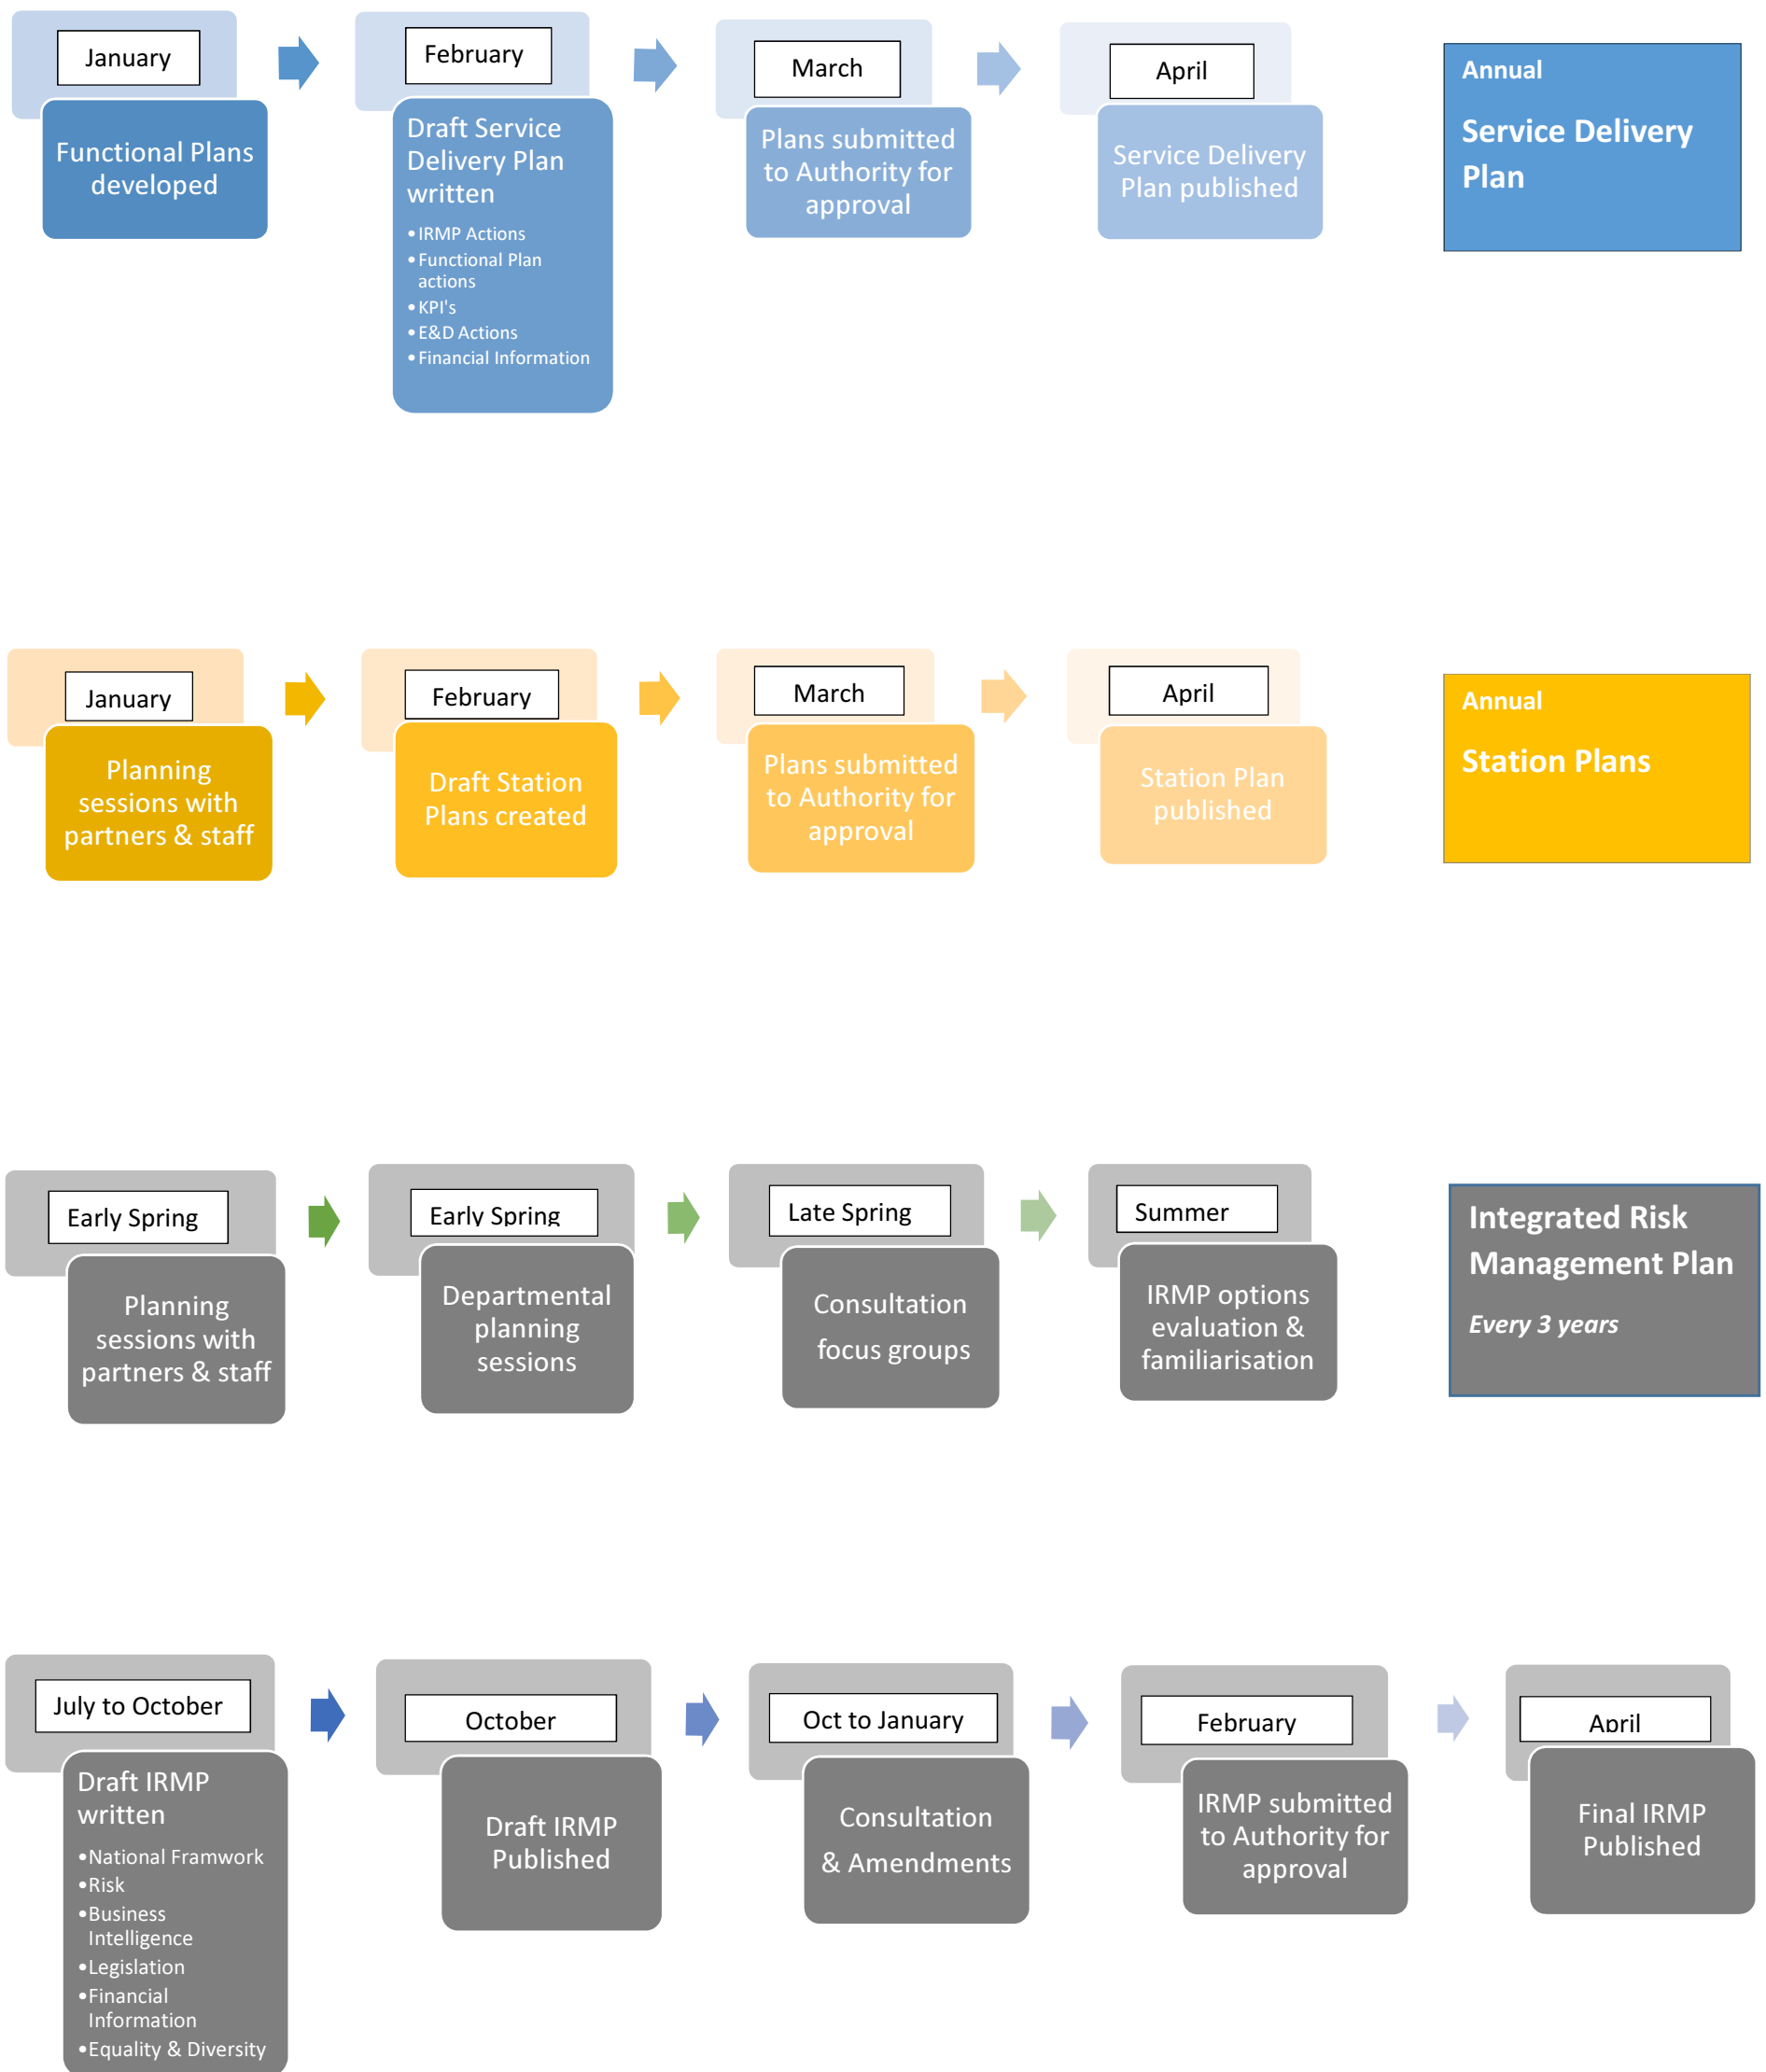 January
Functional Plans
developed
February
Draft Service
Delivery Plan
written
•IRMP Actions
•Functional Plan
actions
•KPI's
•E&D Actions
•Financial Information
March
Plans submitted
to Authority for
approval
April
Service Delivery
Plan published
Annual
Service Delivery
Plan
January
Planning
sessions with
partners & staff
February
Draft Station
Plans created
March
Plans submitted
to Authority for
approval
April
Station Plan
published
Annual
Station Plans
Early Spring
Planning
sessions with
partners & staff
Early Spring
Departmental
planning
sessions
Late Spring
Consultation
focus groups
Summer
IRMP options
evaluation &
familiarisation
Integrated Risk
Management Plan
Every 3 years
July to October
Draft IRMP
written
•National Framwork
•Risk
•Business
Intelligence
•Legislation
•Financial
Information
•Equality & Diversity
October
Draft IRMP
Published
Oct to January
Consultation
& Amendments
February
IRMP submitted
to Authority for
approval
April
Final IRMP
Published